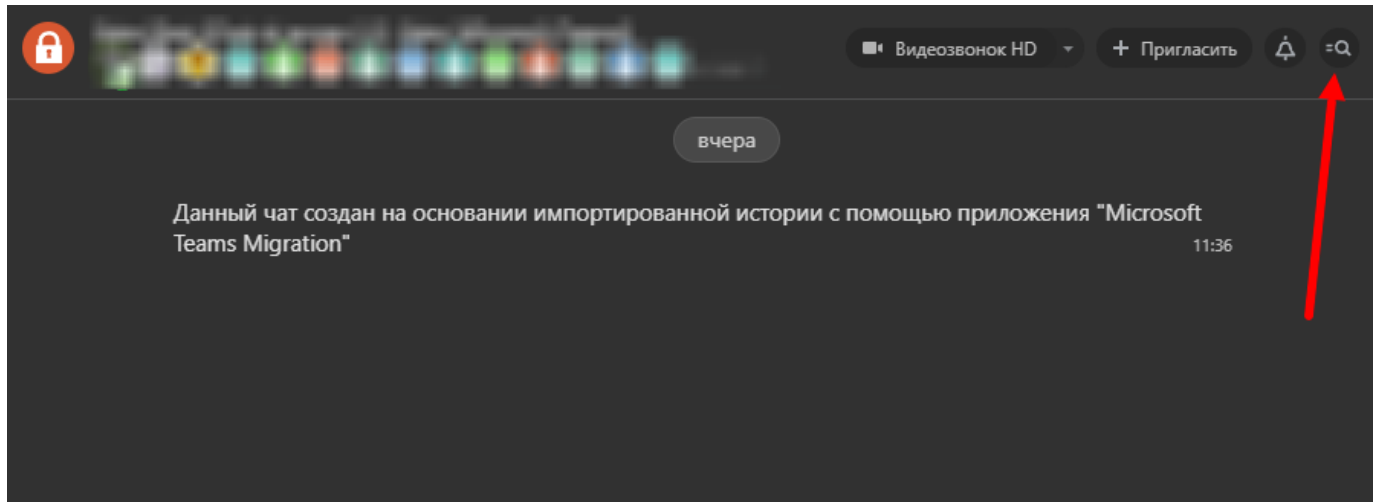 Видеозвонок HD
+ Пригласить
вчера
Данный чат создан на основании импортированной истории с помощью приложения "Microsoft
Teams Migration"
11:36